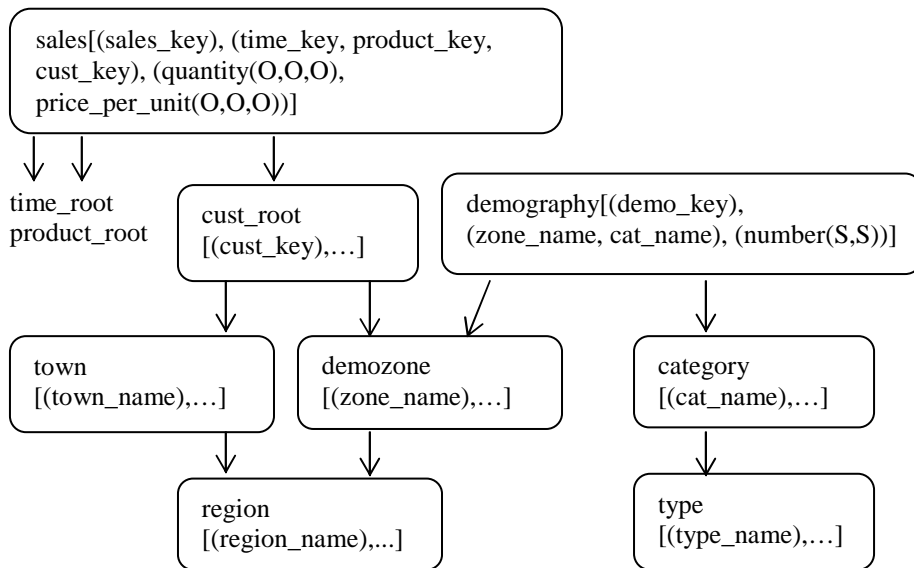 sales[(sales_key), (time_key, product_key,
cust_key), (quantity(O,O,O),
price_per_unit(O,O,O))]
time_root
product_root
cust_root
[(cust_key),…]
demography[(demo_key),
(zone_name, cat_name), (number(S,S))]
town
[(town_name),…]
demozone
[(zone_name),…]
category
[(cat_name),…]
region
[(region_name),...]
type
[(type_name),…]